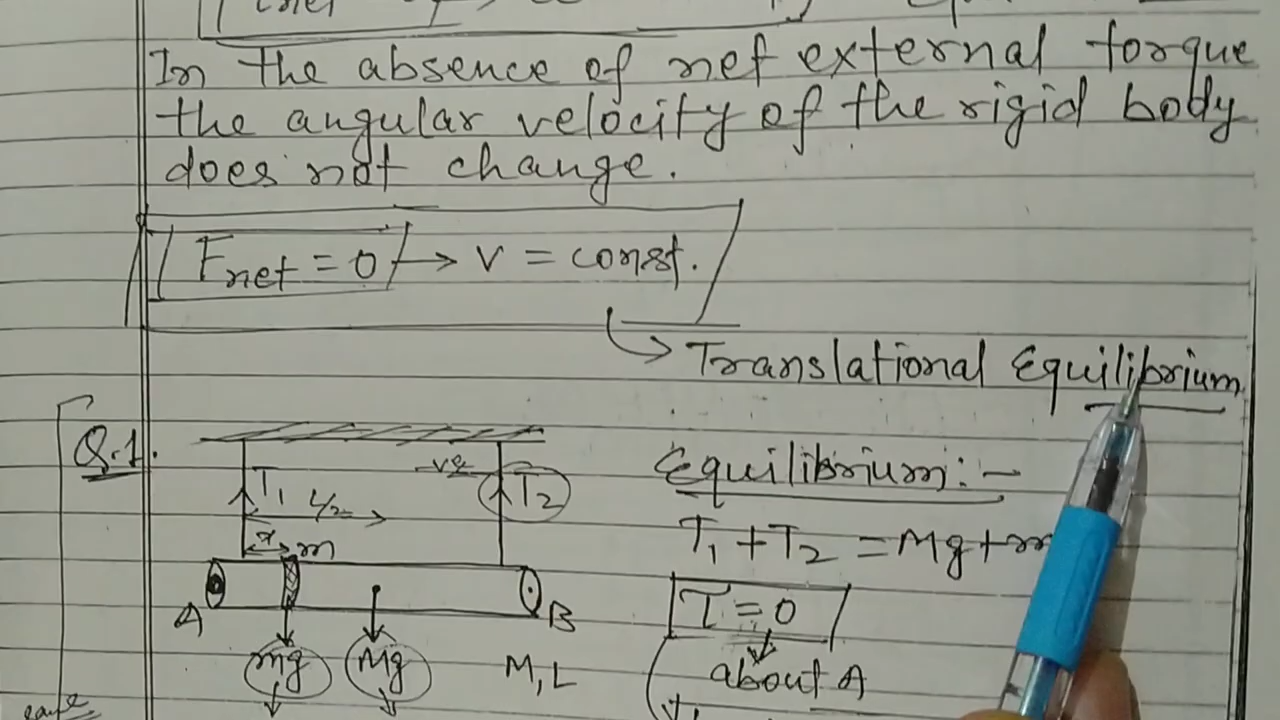 In the absence of net external torque
the angular velocity of the rigid body
does not change.
Fnet = 0 → v = const.
→ Translational Equilibrium
Q.1.
T1 L/2 -ve T2
x m
A B
mg Mg M, L
Equilibrium :-
T1 + T2 = Mg +
τ = 0
about A